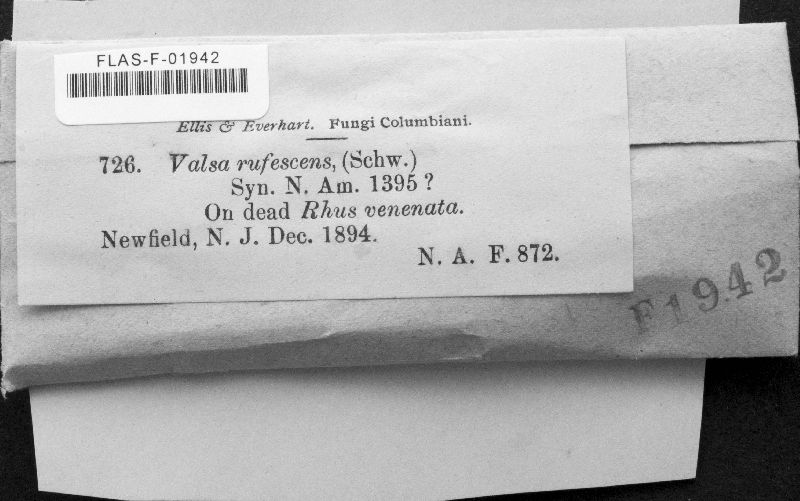 FLAS-F-01942
Ellis & Everhart. Fungi Columbiani.
726. Valsa rufescens, (Schw.)
Syn. N. Am. 1395 ?
On dead Rhus venenata.
Newfield, N. J. Dec. 1894.
N. A. F. 872.
F1942